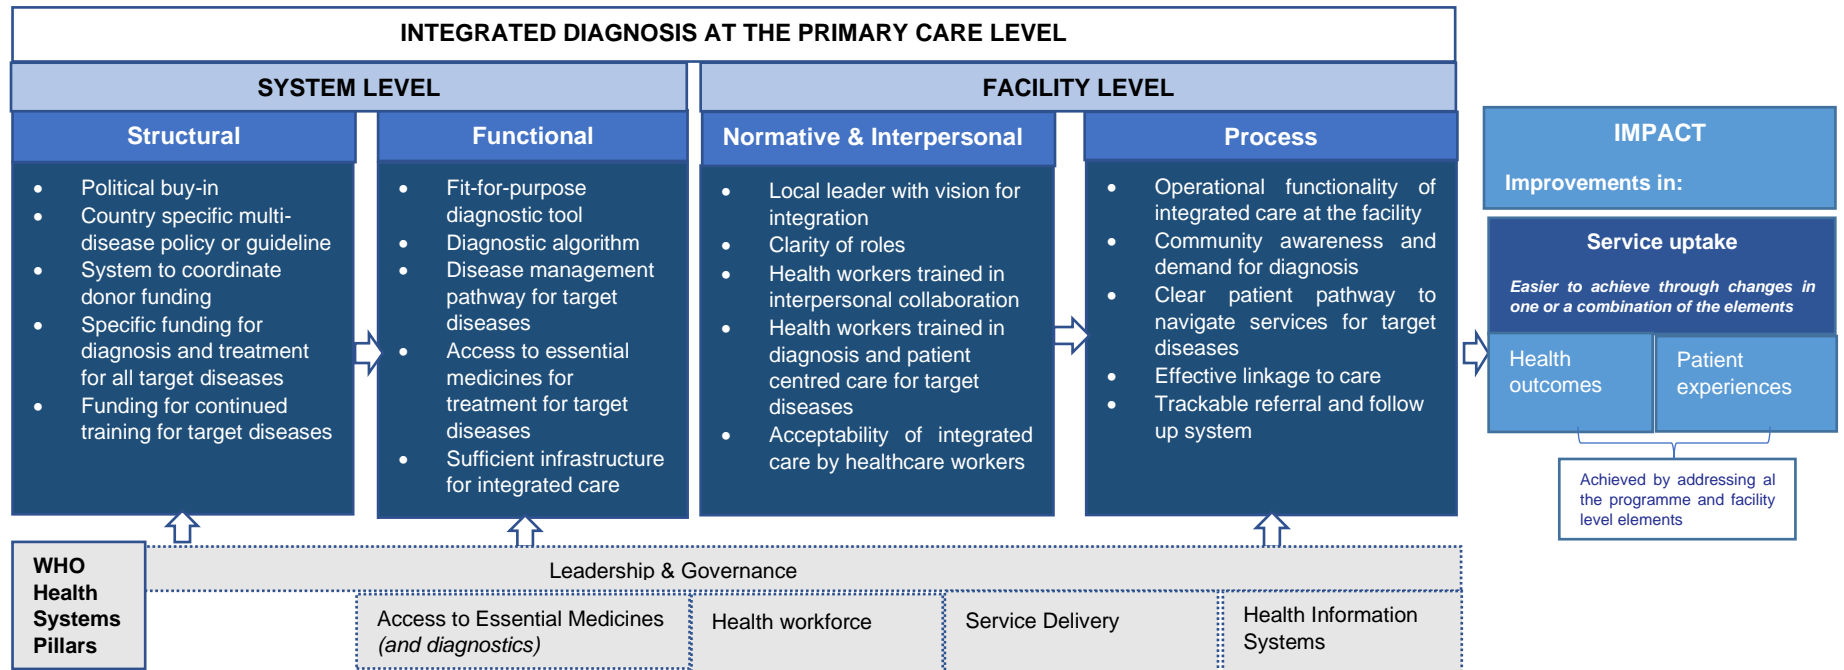 INTEGRATED DIAGNOSIS AT THE PRIMARY CARE LEVEL
SYSTEM LEVEL
FACILITY LEVEL
Structural
• Political buy-in
• Country specific multi-
disease policy or guideline
• System to coordinate
donor funding
• Specific funding for
diagnosis and treatment
for all target diseases
• Funding for continued
training for target diseases
Functional
• Fit-for-purpose
diagnostic tool
• Diagnostic algorithm
• Disease management
pathway for target
diseases
• Access to essential
medicines for
treatment for target
diseases
• Sufficient infrastructure
for integrated care
Normative & Interpersonal
• Local leader with vision for
integration
• Clarity of roles
• Health workers trained in
interpersonal collaboration
• Health workers trained in
diagnosis and patient
centred care for target
diseases
• Acceptability of integrated
care by healthcare workers
Process
• Operational functionality of
integrated care at the facility
• Community awareness and
demand for diagnosis
• Clear patient pathway to
navigate services for target
diseases
• Effective linkage to care
• Trackable referral and follow
up system
IMPACT
Improvements in:
Service uptake
Easier to achieve through changes in
one or a combination of the elements
Health
outcomes
Patient
experiences
Achieved by addressing al
the programme and facility
level elements
WHO
Health
Systems
Pillars
Leadership & Governance
Access to Essential Medicines
(and diagnostics)
Health workforce
Service Delivery
Health Information
Systems